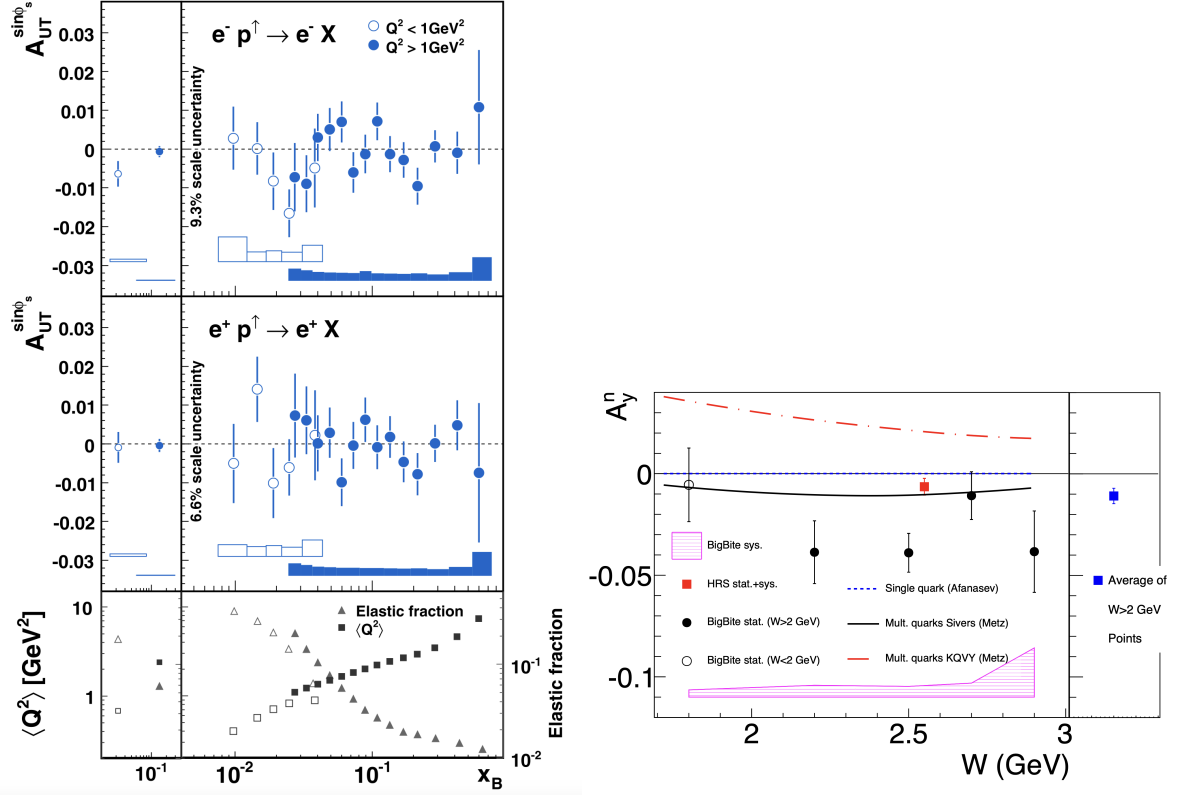 A_UT^sinϕ_s
0.03
0.02
0.01
0
-0.01
-0.02
-0.03
9.3% scale uncertainty
e⁻ p↑ → e⁻ X
Q² < 1GeV²
Q² > 1GeV²
A_UT^sinϕ_s
0.03
0.02
0.01
0
-0.01
-0.02
-0.03
6.6% scale uncertainty
e⁺ p↑ → e⁺ X
⟨Q²⟩ [GeV²]
10
1
Elastic fraction
⟨Q²⟩
10⁻¹
10⁻²
Elastic fraction
10⁻¹
10⁻²
10⁻¹
x_B
A_y^n
0
-0.05
-0.1
BigBite sys.
HRS stat.+sys.
BigBite stat. (W>2 GeV)
BigBite stat. (W<2 GeV)
Single quark (Afanasev)
Mult. quarks Sivers (Metz)
Mult. quarks KQVY (Metz)
Average of
W>2 GeV
Points
2
2.5
3
W (GeV)